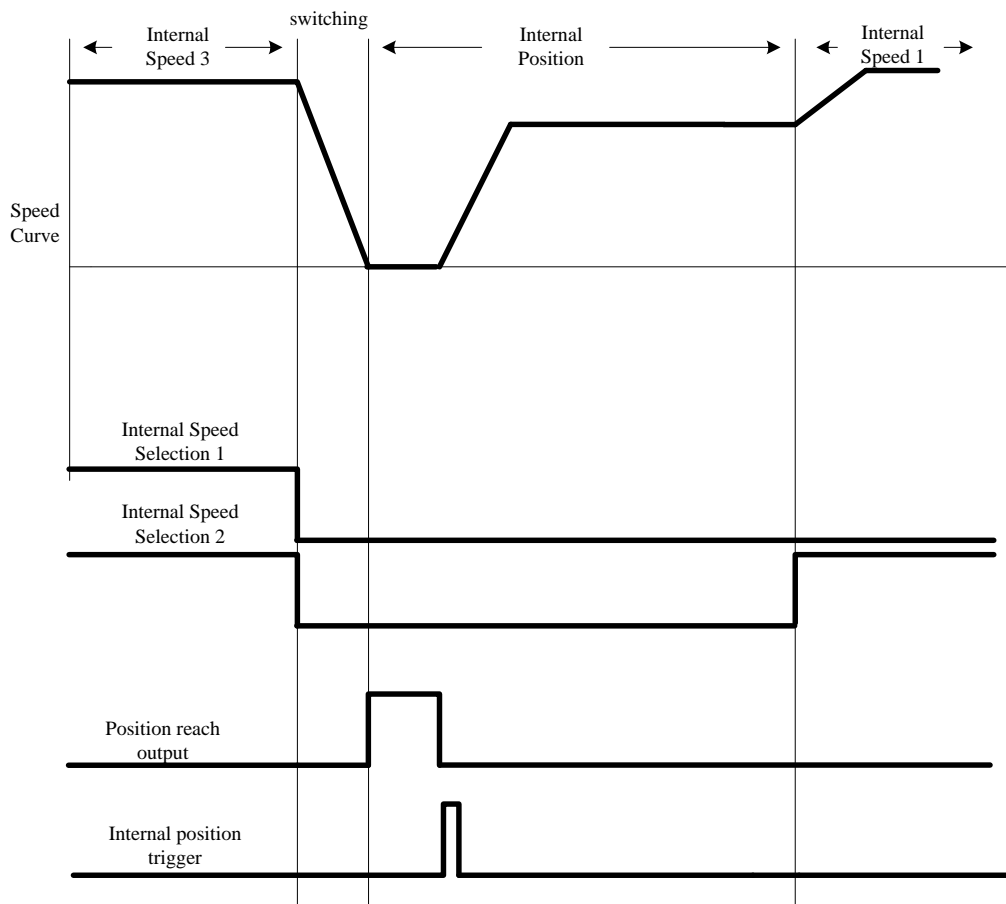 switching
Internal
Speed 3
Internal
Position
Internal
Speed 1
Speed
Curve
Internal Speed
Selection 1
Internal Speed
Selection 2
Position reach
output
Internal position
trigger